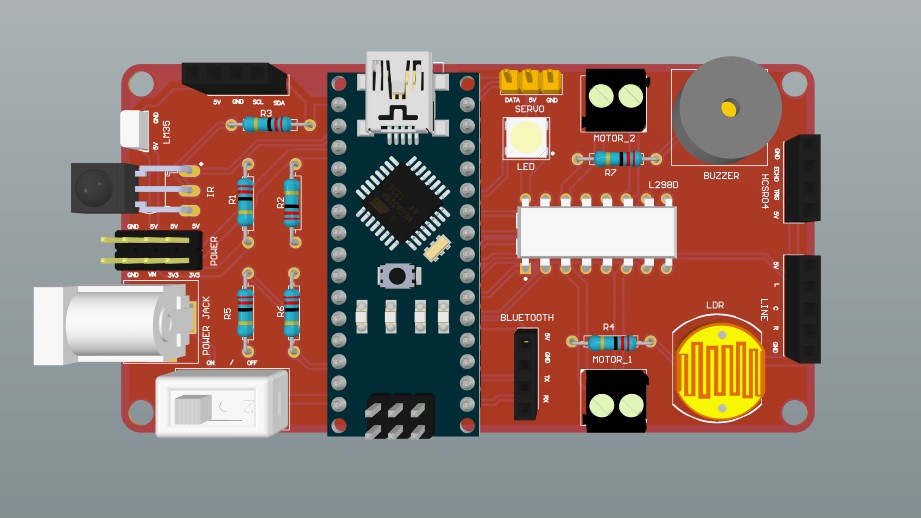 5V GND SCL SDA
R3
GND
5V
LM35
IR
R1
R2
GND 5V 5V 5V
POWER
GND VIN 3V3 3V3
POWER JACK
R5
R6
ON / OFF
DATA 5V GND
SERVO
LED
MOTOR_2
R7
L298D
BUZZER
GND ECHO TRIG 5V
HCSR04
5V L C R GND
LINE
LDR
BLUETOOTH
5V GND TX RX
R4
MOTOR_1